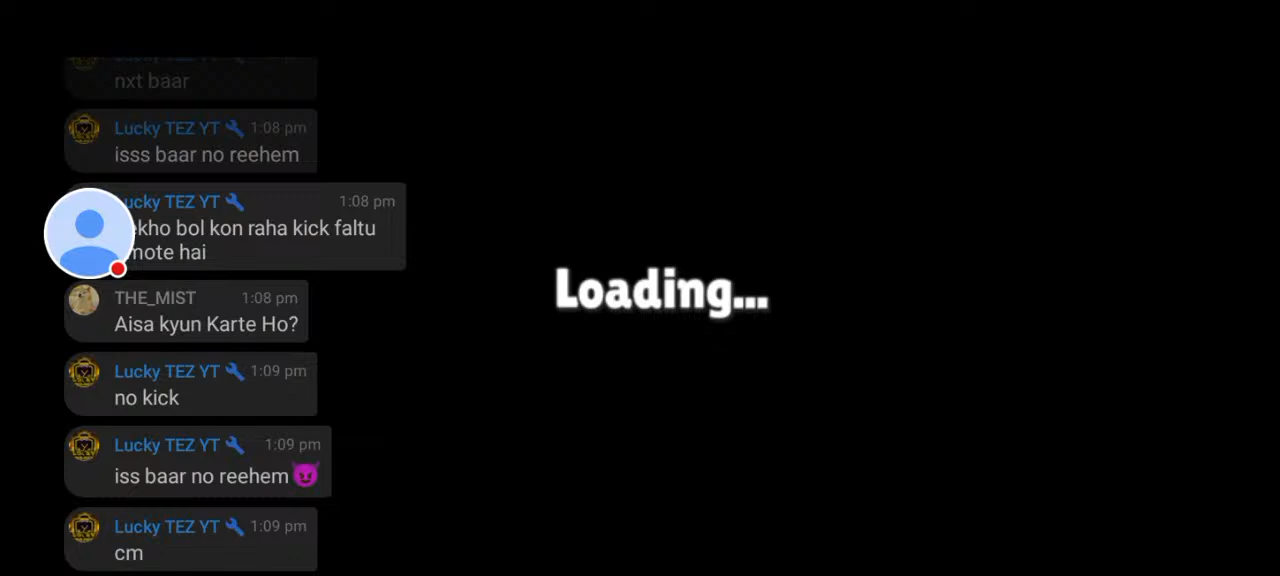 nxt baar
Lucky TEZ YT 1:08 pm
isss baar no reehem
ucky TEZ YT 1:08 pm
ekho bol kon raha kick faltu
mote hai
THE_MIST 1:08 pm
Aisa kyun Karte Ho?
Lucky TEZ YT 1:09 pm
no kick
Lucky TEZ YT 1:09 pm
iss baar no reehem 😈
Lucky TEZ YT 1:09 pm
cm
Loading...